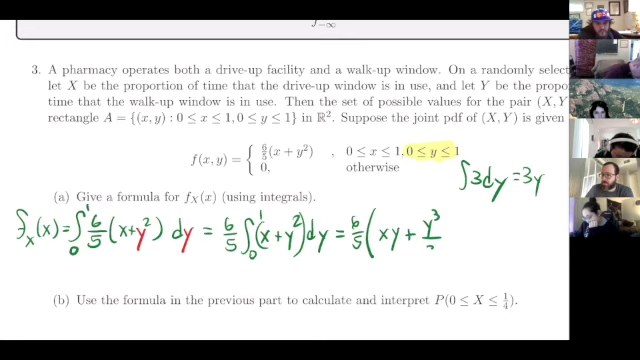 J−∞
3. A pharmacy operates both a drive-up facility and a walk-up window. On a randomly select
let X be the proportion of time that the drive-up window is in use, and let Y be the propo
time that the walk-up window is in use. Then the set of possible values for the pair (X, Y
rectangle A = {(x, y) : 0 ≤ x ≤ 1, 0 ≤ y ≤ 1} in ℝ². Suppose the joint pdf of (X, Y) is given
f(x, y) = { 6/5(x + y²) , 0 ≤ x ≤ 1, 0 ≤ y ≤ 1
0, otherwise
∫3dy = 3y
(a) Give a formula for f_X(x) (using integrals).
f_X(x) = ∫₀¹ 6/5 (x+y²) dy = 6/5 ∫₀¹ (x + y²) dy = 6/5 ( xy + y³/
(b) Use the formula in the previous part to calculate and interpret P(0 ≤ X ≤ 1/4).